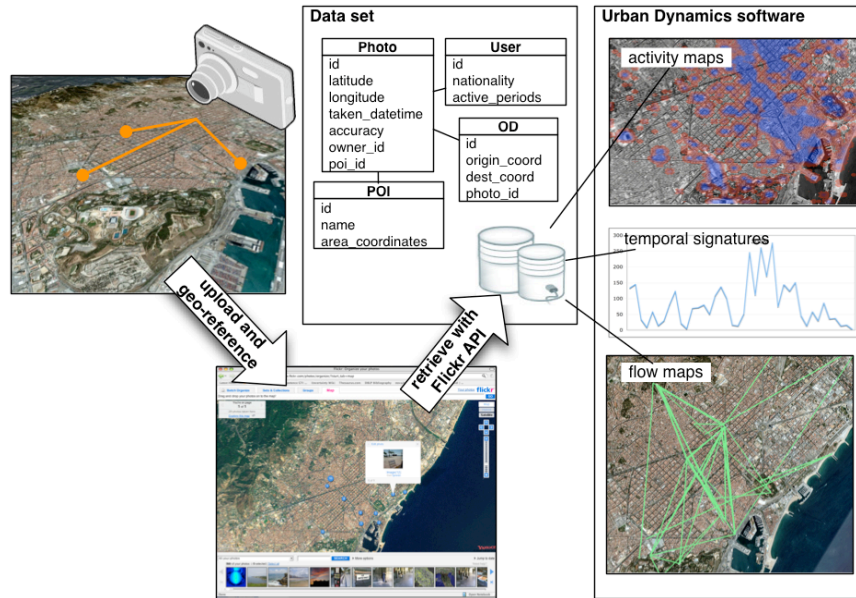 Data set
Photo
id
latitude
longitude
taken_datetime
accuracy
owner_id
poi_id
User
id
nationality
active_periods
OD
id
origin_coord
dest_coord
photo_id
POI
id
name
area_coordinates
upload and
geo-reference
flickr
retrieve with
Flickr API
Urban Dynamics software
activity maps
temporal signatures
300
250
200
150
100
50
0
flow maps